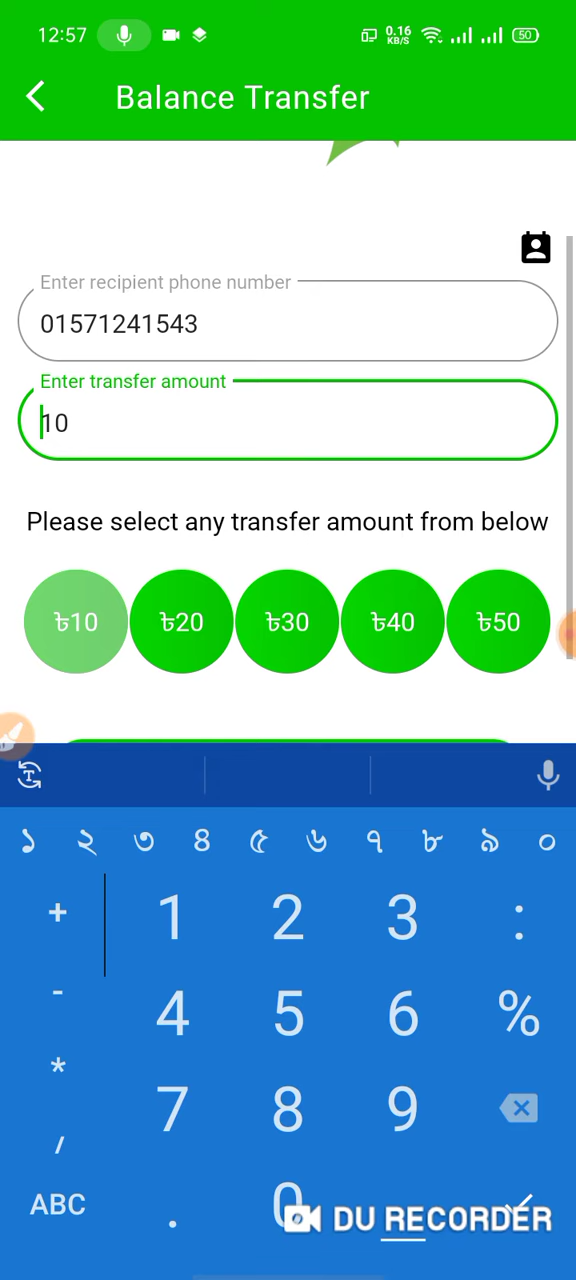 12:57 0.16 KB/S 50
Balance Transfer
Enter recipient phone number
01571241543
Enter transfer amount
10
Please select any transfer amount from below
৳10 ৳20 ৳30 ৳40 ৳50
T
১ ২ ৩ ৪ ৫ ৬ ৭ ৮ ৯ ০
+ 1 2 3 :
- 4 5 6 %
* 7 8 9
/
ABC . 0
DU RECORDER